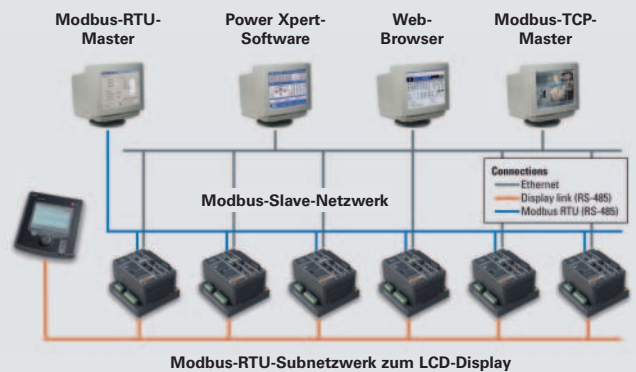 Modbus-RTU-
Master
Power Xpert-
Software
Web-
Browser
Modbus-TCP-
Master
Connections
Ethernet
Display link (RS-485)
Modbus RTU (RS-485)
Modbus-Slave-Netzwerk
Modbus-RTU-Subnetzwerk zum LCD-Display